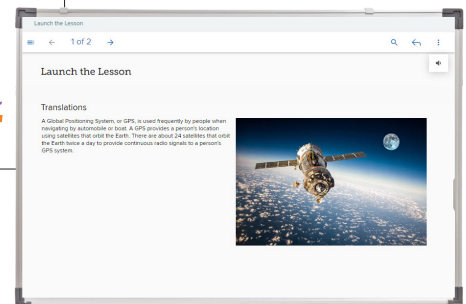 Launch the Lesson
1 of 2
Launch the Lesson
Translations
A Global Positioning System, or GPS, is used frequently by people when
navigating by automobile or boat. A GPS provides a person's location
using satellites that orbit the Earth. There are about 24 satellites that orbit
the Earth twice a day to provide continuous radio signals to a person's
GPS system.